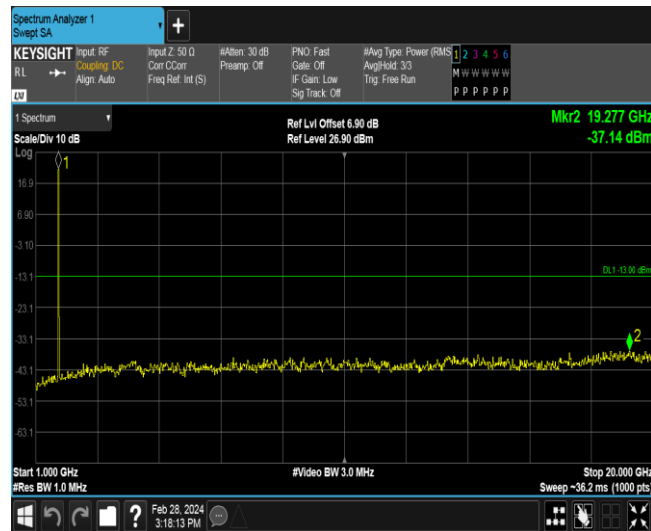 Spectrum Analyzer 1
Swept SA
+
KEYSIGHT
RL
LXI
Input: RF
Coupling: DC
Align: Auto
Input Z: 50 Ω
Corr CCorr
Freq Ref: Int (S)
#Atten: 30 dB
Preamp: Off
PNO: Fast
Gate: Off
IF Gain: Low
Sig Track: Off
#Avg Type: Power (RMS
Avg|Hold: 3/3
Trig: Free Run
1 2 3 4 5 6
M W W W W W
P P P P P P
1 Spectrum
Scale/Div 10 dB
Ref Lvl Offset 6.90 dB
Ref Level 26.90 dBm
Mkr2 19.277 GHz
-37.14 dBm
Log
1
16.9
6.90
-3.10
-13.1
DL1 -13.00 dBm
-23.1
-33.1
2
-43.1
-53.1
-63.1
Start 1.000 GHz
#Video BW 3.0 MHz
Stop 20.000 GHz
#Res BW 1.0 MHz
Sweep ~36.2 ms (1000 pts)
?
Feb 28, 2024
3:18:13 PM